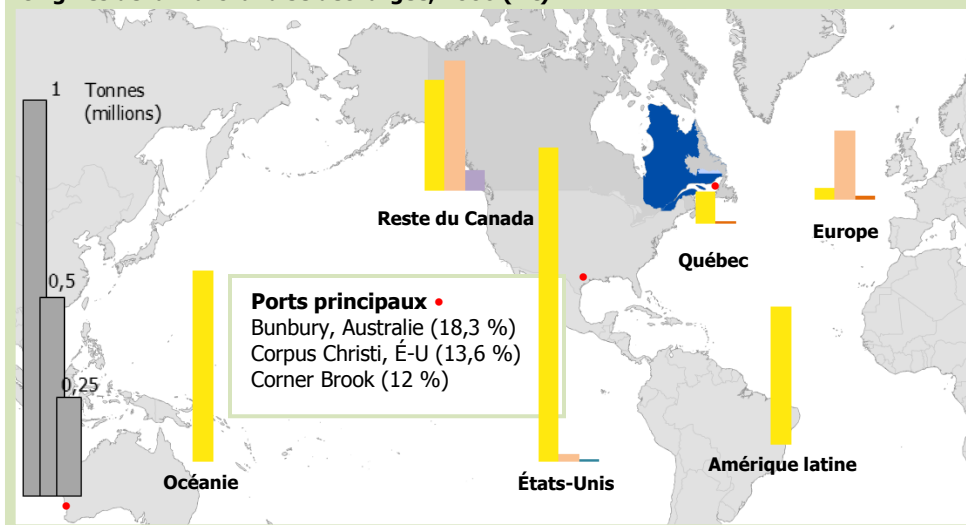 1 Tonnes
(millions)
0,5
0,25
Reste du Canada
Québec
Europe
Ports principaux •
Bunbury, Australie (18,3 %)
Corpus Christi, É-U (13,6 %)
Corner Brook (12 %)
Océanie
États-Unis
Amérique latine